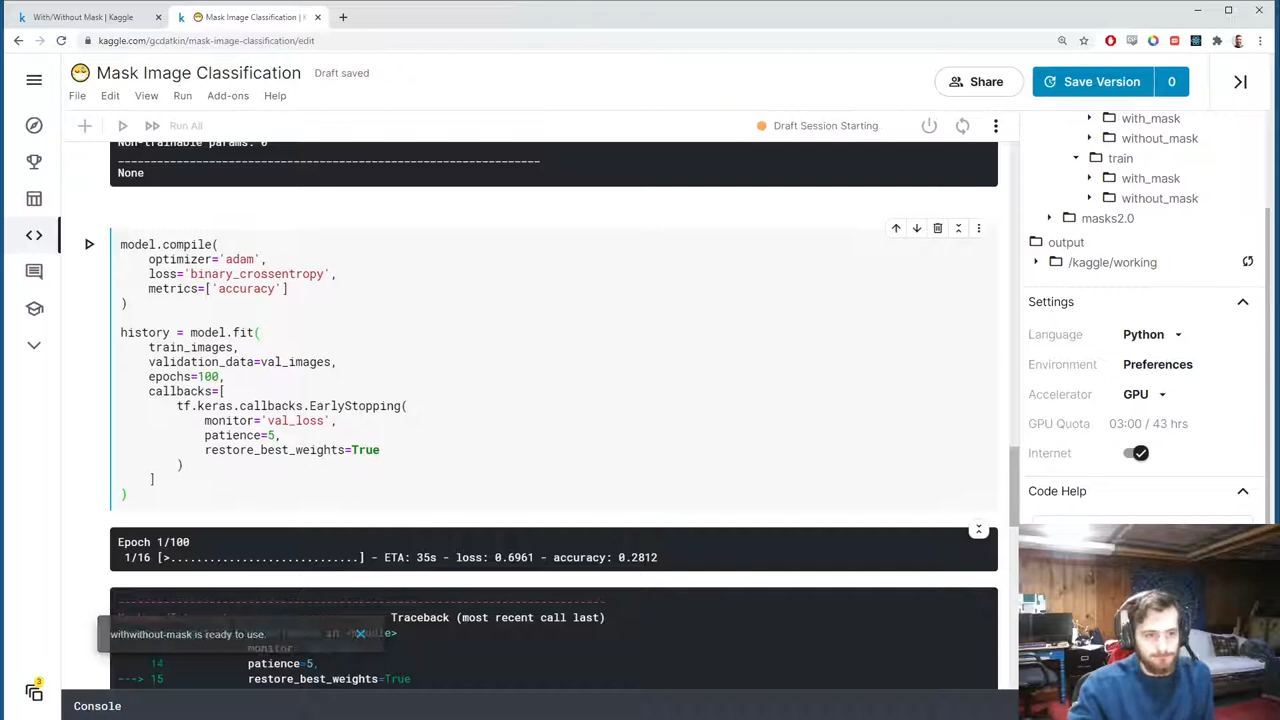 With/Without Mask | Kaggle
Mask Image Classification | K
kaggle.com/gcdatkin/mask-image-classification/edit
Mask Image Classification
Draft saved
Share
Save Version
0
File
Edit
View
Run
Add-ons
Help
Run All
Draft Session Starting
Non-trainable params: 0
None
model.compile(
optimizer='adam',
loss='binary_crossentropy',
metrics=['accuracy']
)
history = model.fit(
train_images,
validation_data=val_images,
epochs=100,
callbacks=[
tf.keras.callbacks.EarlyStopping(
monitor='val_loss',
patience=5,
restore_best_weights=True
)
]
)
Epoch 1/100
1/16 [>.............................] - ETA: 35s - loss: 0.6961 - accuracy: 0.2812
Traceback (most recent call last)
withwithout-mask is ready to use.
14 patience=5,
---> 15 restore_best_weights=True
Console
with_mask
without_mask
train
with_mask
without_mask
masks2.0
output
/kaggle/working
Settings
Language
Python
Environment
Preferences
Accelerator
GPU
GPU Quota
03:00 / 43 hrs
Internet
Code Help
3